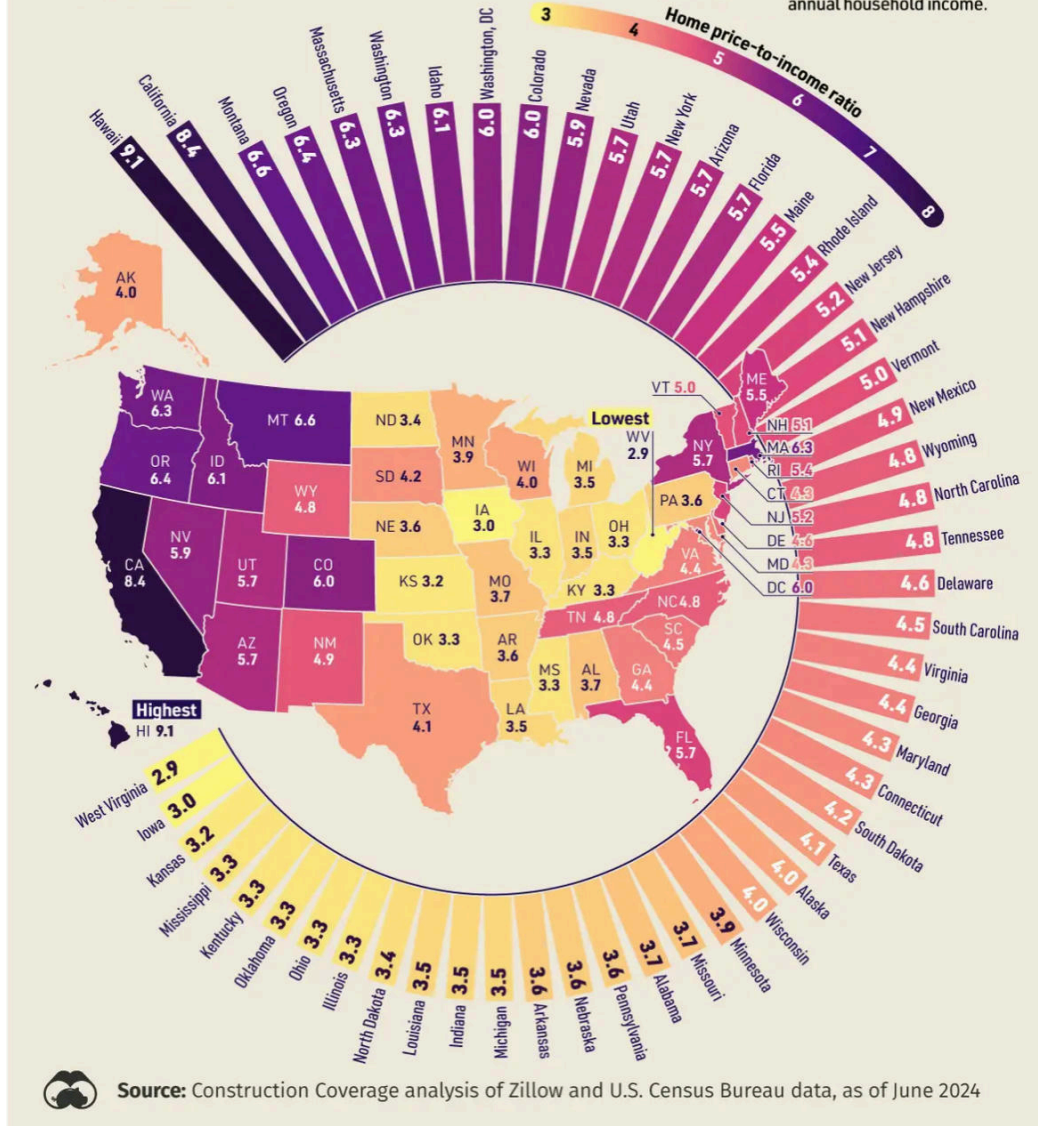 annual household income.
Home price-to-income ratio
3
4
5
6
7
8
Hawaii 9.1
California 8.4
Montana 6.6
Oregon 6.4
Massachusetts 6.3
Washington 6.3
Idaho 6.1
Washington, DC 6.0
Colorado 6.0
Nevada 5.9
Utah 5.7
New York 5.7
Arizona 5.7
Florida 5.7
Maine 5.5
Rhode Island 5.4
New Jersey 5.2
New Hampshire 5.1
Vermont 5.0
New Mexico 4.9
Wyoming 4.8
North Carolina 4.8
Tennessee 4.8
Delaware 4.6
South Carolina 4.5
Virginia 4.4
Georgia 4.4
Maryland 4.3
Connecticut 4.3
South Dakota 4.2
Texas 4.1
Alaska 4.0
Wisconsin 4.0
Minnesota 3.9
Missouri 3.7
Alabama 3.7
Pennsylvania 3.6
Nebraska 3.6
Arkansas 3.6
Michigan 3.5
Indiana 3.5
Louisiana 3.5
North Dakota 3.4
Illinois 3.3
Ohio 3.3
Oklahoma 3.3
Kentucky 3.3
Mississippi 3.3
Kansas 3.2
Iowa 3.0
West Virginia 2.9
AK
4.0
WA
6.3
OR
6.4
ID
6.1
MT 6.6
WY
4.8
CA
8.4
NV
5.9
UT
5.7
CO
6.0
AZ
5.7
NM
4.9
ND 3.4
SD 4.2
NE 3.6
KS 3.2
OK 3.3
TX
4.1
MN
3.9
IA
3.0
MO
3.7
AR
3.6
LA
3.5
WI
4.0
IL
3.3
MI
3.5
IN
3.5
OH
3.3
KY 3.3
TN 4.8
MS
3.3
AL
3.7
GA
4.4
FL
5.7
SC
4.5
NC 4.8
VA
4.4
Lowest
WV
2.9
PA 3.6
NY
5.7
VT 5.0
ME
5.5
NH 5.1
MA 6.3
RI 5.4
CT 4.3
NJ 5.2
DE 4.6
MD 4.3
DC 6.0
Highest
HI 9.1
Source: Construction Coverage analysis of Zillow and U.S. Census Bureau data, as of June 2024